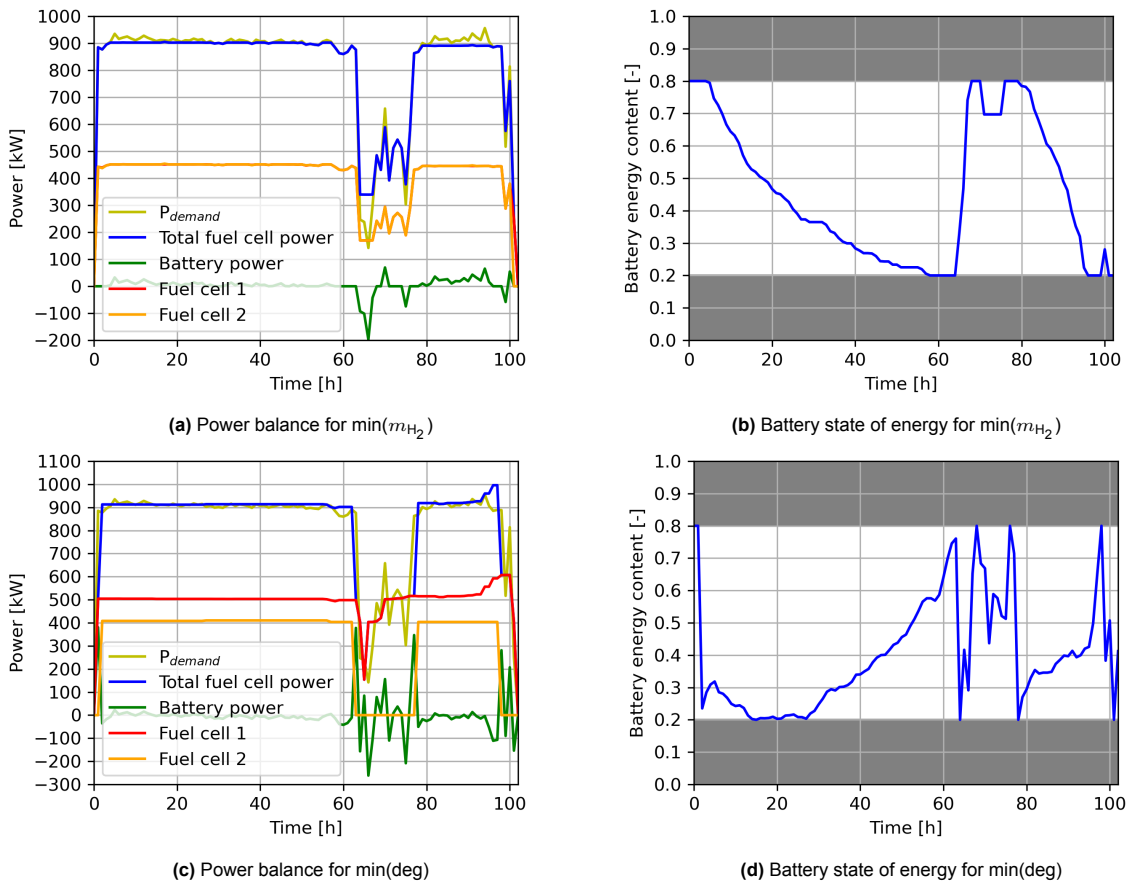 1000
900
800
700
600
500
400
300
200
100
0
−100
−200
Power [kW]
P_demand
Total fuel cell power
Battery power
Fuel cell 1
Fuel cell 2
0 20 40 60 80 100
Time [h]
(a) Power balance for min(m_H₂)
1.0
0.9
0.8
0.7
0.6
0.5
0.4
0.3
0.2
0.1
0.0
Battery energy content [-]
0 20 40 60 80 100
Time [h]
(b) Battery state of energy for min(m_H₂)
1100
1000
900
800
700
600
500
400
300
200
100
0
−100
−200
−300
Power [kW]
P_demand
Total fuel cell power
Battery power
Fuel cell 1
Fuel cell 2
0 20 40 60 80 100
Time [h]
(c) Power balance for min(deg)
1.0
0.9
0.8
0.7
0.6
0.5
0.4
0.3
0.2
0.1
0.0
Battery energy content [-]
0 20 40 60 80 100
Time [h]
(d) Battery state of energy for min(deg)